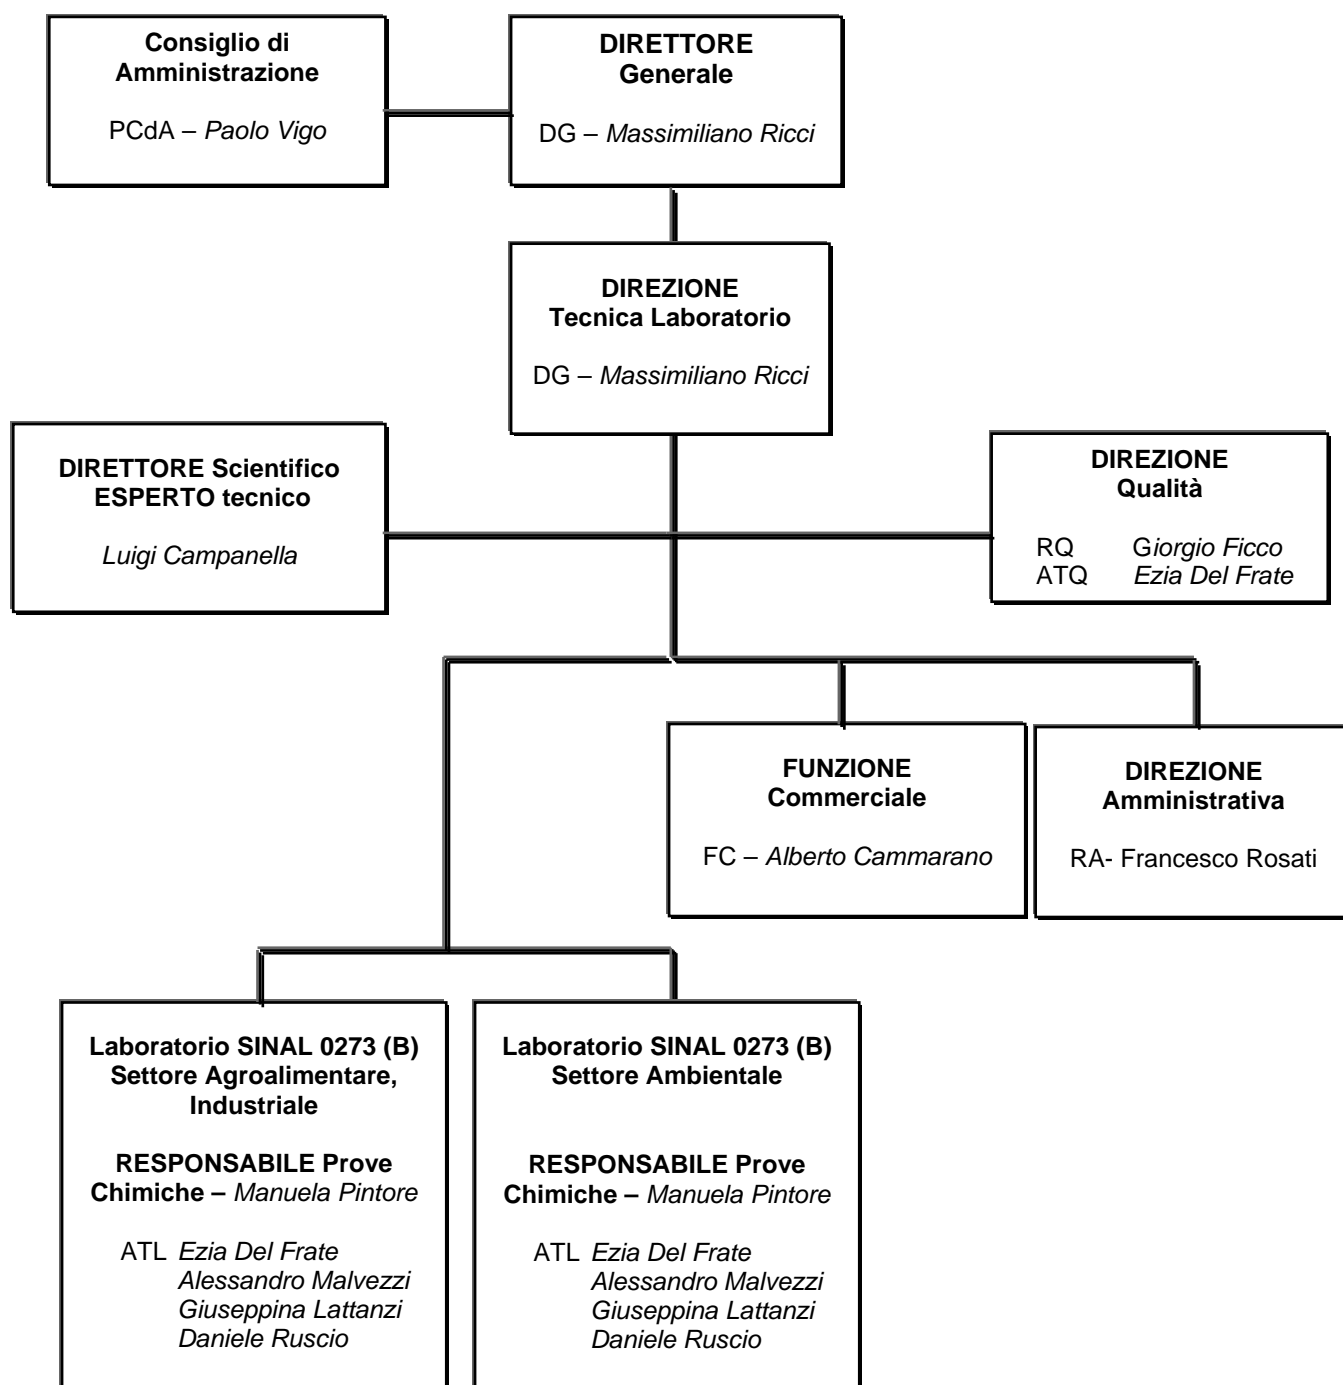 Consiglio di
Amministrazione
PCdA – Paolo Vigo
DIRETTORE
Generale
DG – Massimiliano Ricci
DIREZIONE
Tecnica Laboratorio
DG – Massimiliano Ricci
DIRETTORE Scientifico
ESPERTO tecnico
Luigi Campanella
DIREZIONE
Qualità
RQ Giorgio Ficco
ATQ Ezia Del Frate
FUNZIONE
Commerciale
FC – Alberto Cammarano
DIREZIONE
Amministrativa
RA- Francesco Rosati
Laboratorio SINAL 0273 (B)
Settore Agroalimentare,
Industriale
RESPONSABILE Prove
Chimiche – Manuela Pintore
ATL Ezia Del Frate
Alessandro Malvezzi
Giuseppina Lattanzi
Daniele Ruscio
Laboratorio SINAL 0273 (B)
Settore Ambientale
RESPONSABILE Prove
Chimiche – Manuela Pintore
ATL Ezia Del Frate
Alessandro Malvezzi
Giuseppina Lattanzi
Daniele Ruscio